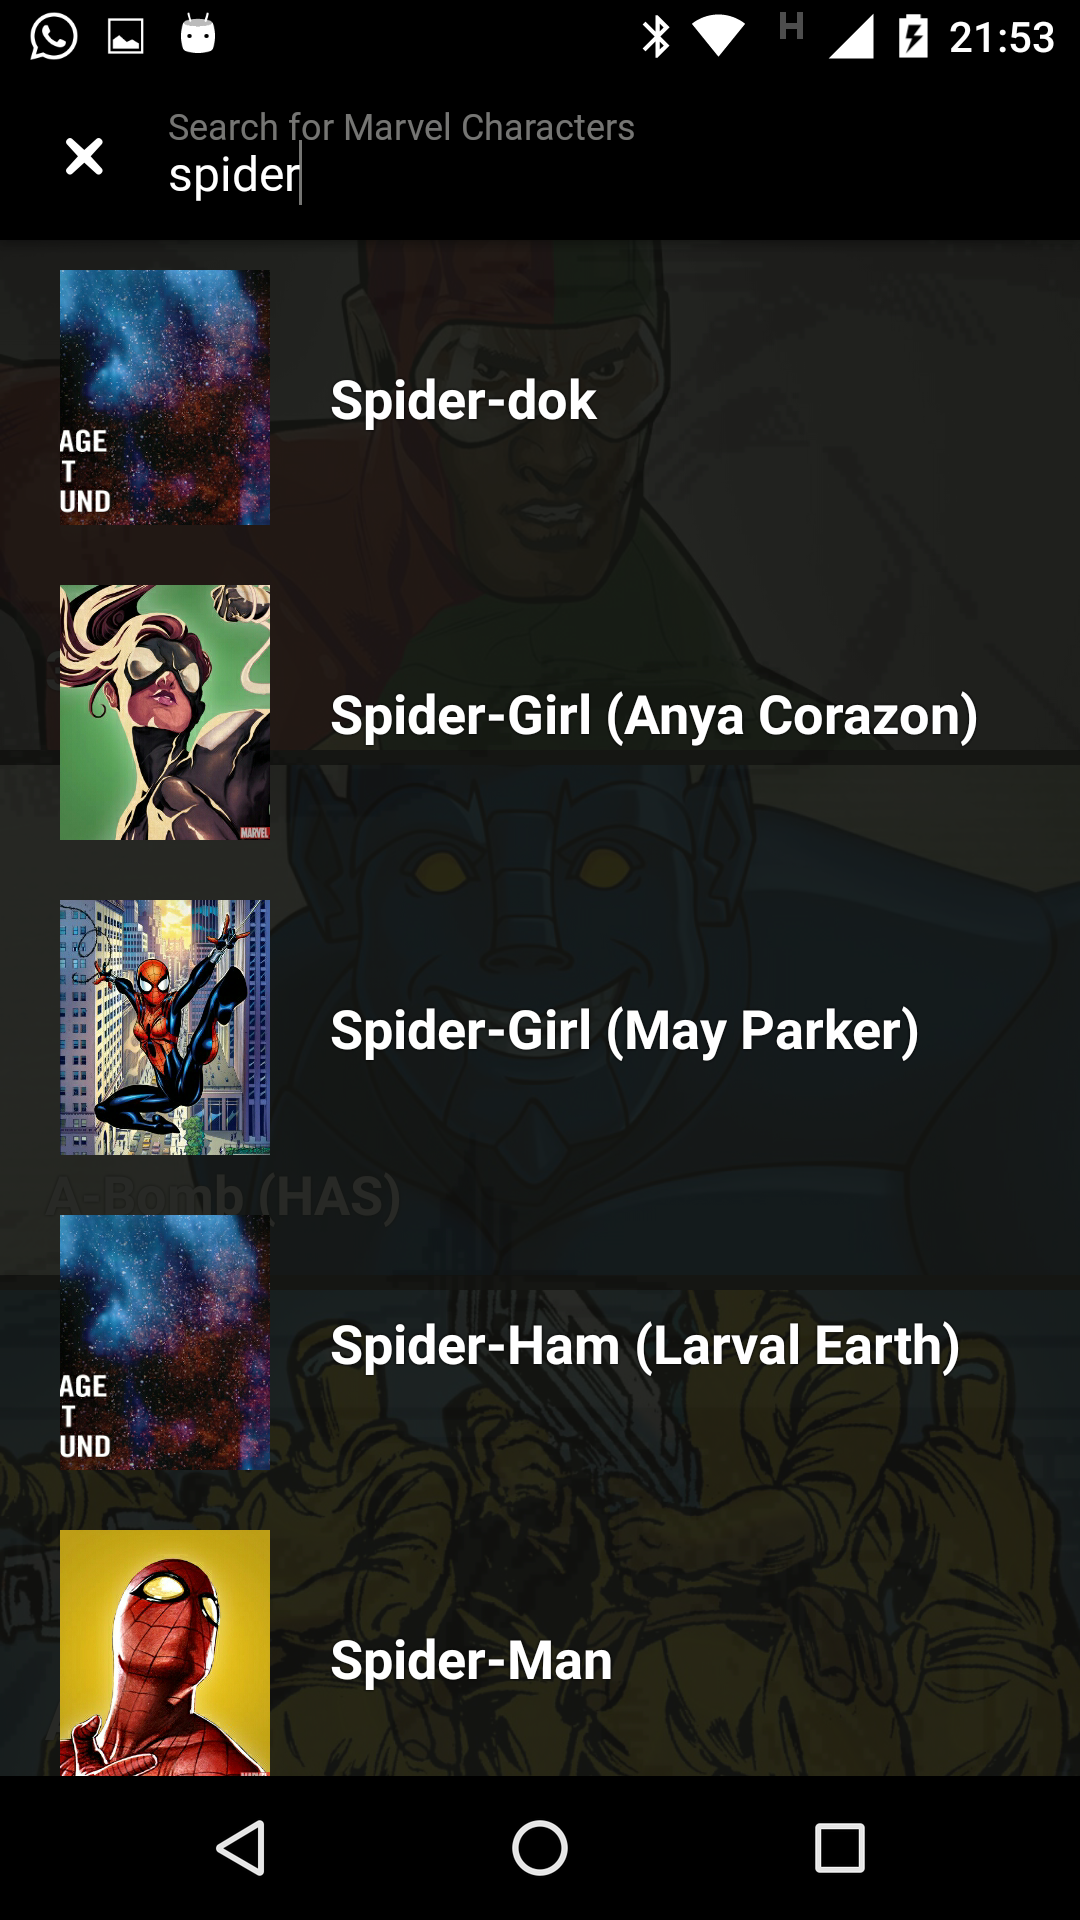 H 21:53
Search for Marvel Characters
spider
AGE
T
UND
Spider-dok
Spider-Girl (Anya Corazon)
MARVEL
Spider-Girl (May Parker)
A-Bomb (HAS)
AGE
T
UND
Spider-Ham (Larval Earth)
Spider-Man